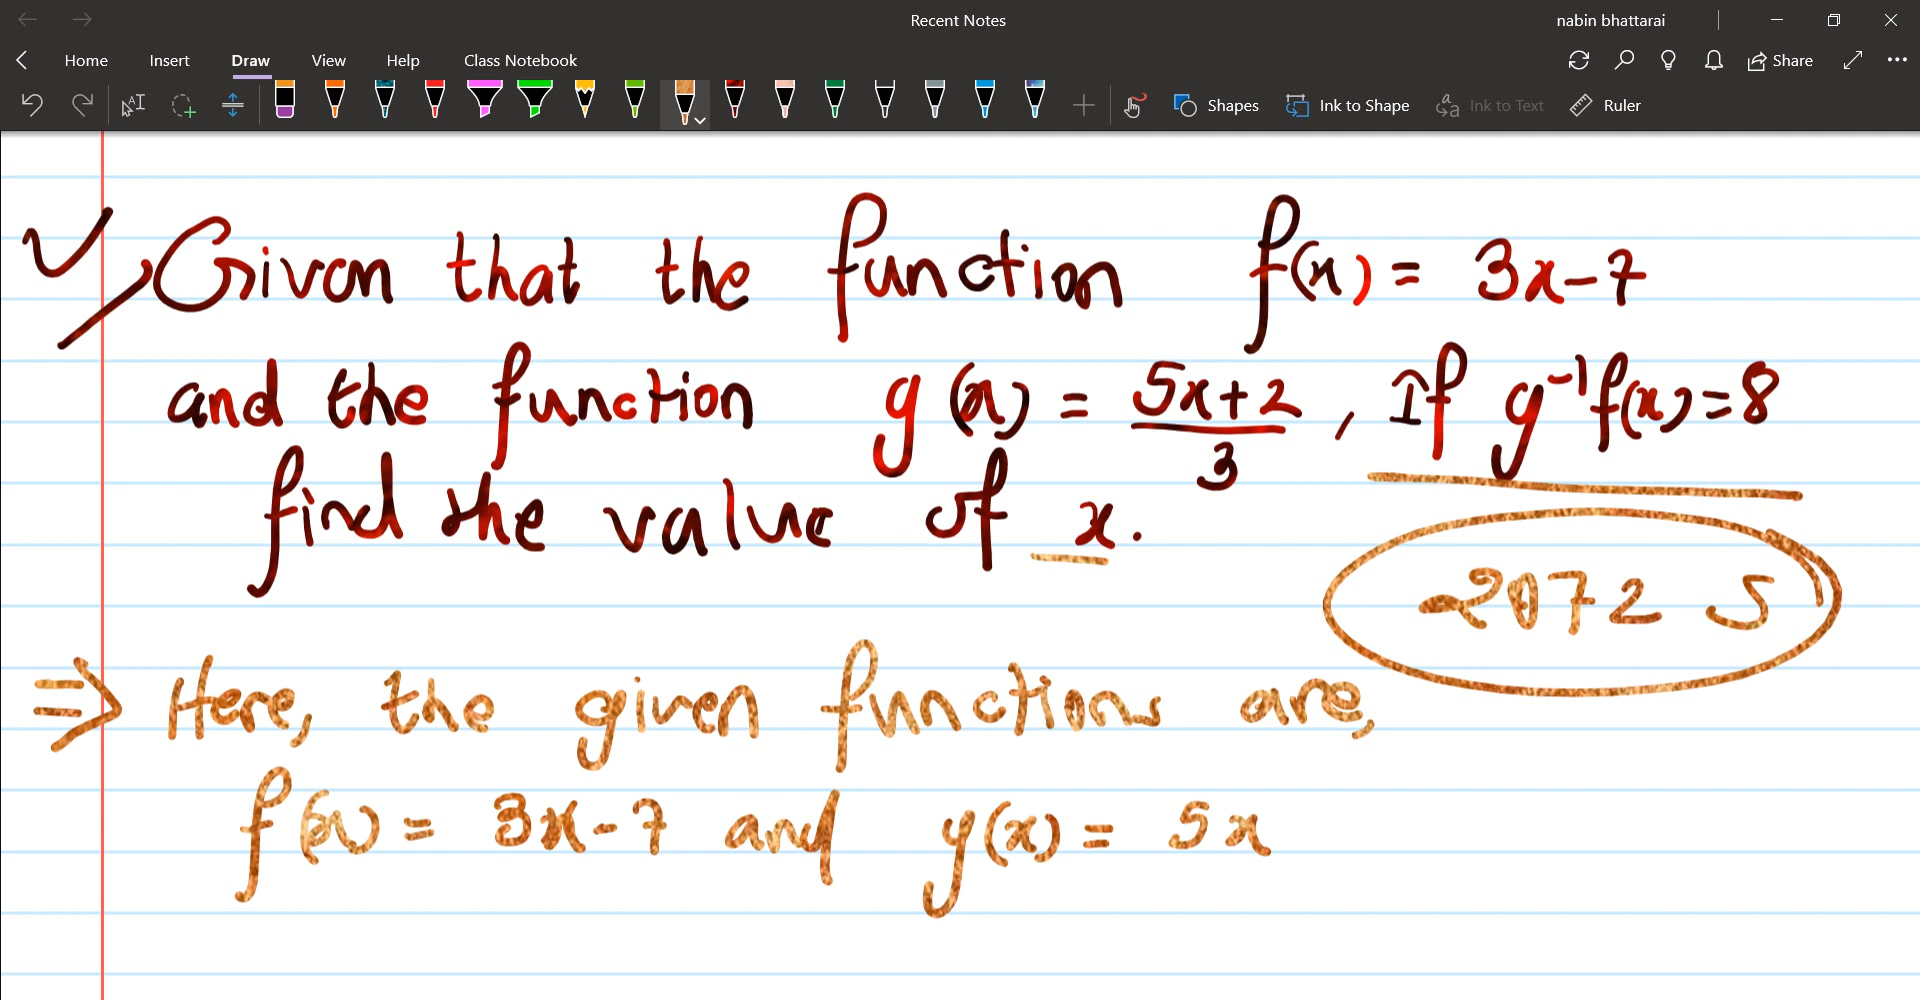 Recent Notes
nabin bhattarai
Home Insert Draw View Help Class Notebook
Share
Shapes Ink to Shape Ink to Text Ruler
Given that the function f(x) = 3x-7
and the function g(x) = 5x+2/3, If g⁻¹f(x)=8
find the value of x.
2072 S
⇒ Here, the given functions are,
f(x) = 3x-7 and g(x) = 5x